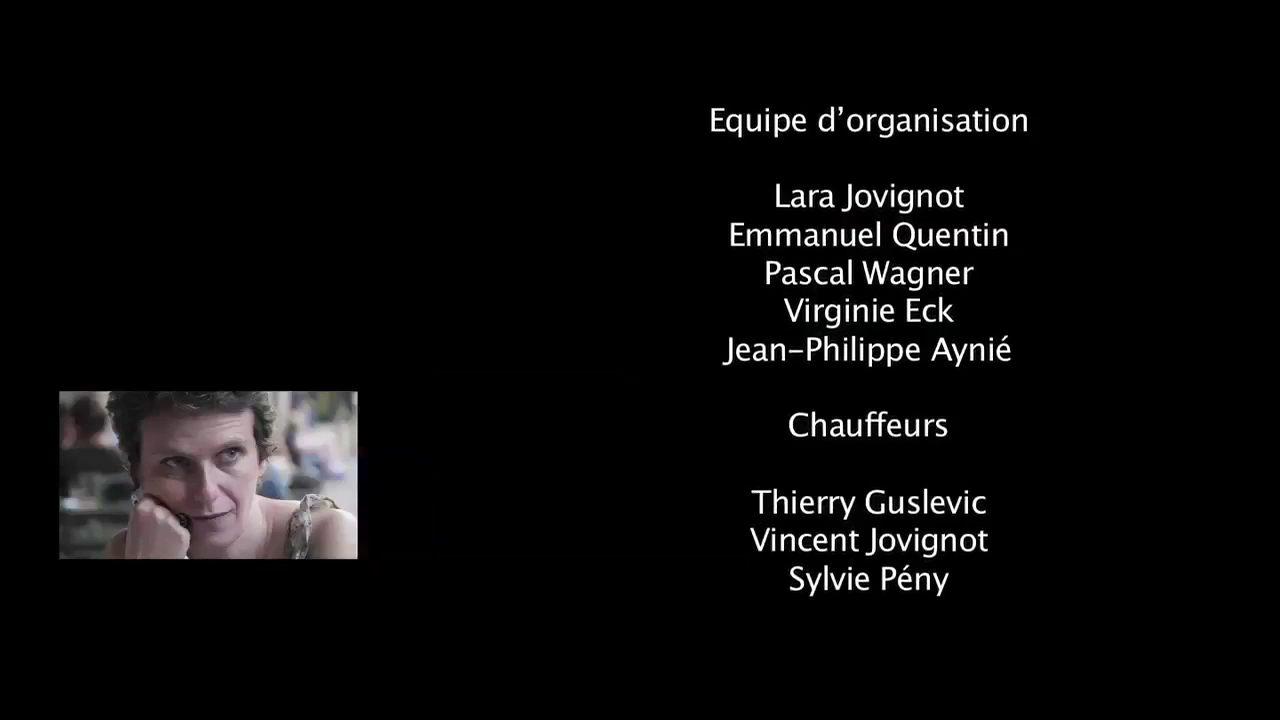 Equipe d’organisation
Lara Jovignot
Emmanuel Quentin
Pascal Wagner
Virginie Eck
Jean-Philippe Aynié
Chauffeurs
Thierry Guslevic
Vincent Jovignot
Sylvie Pény